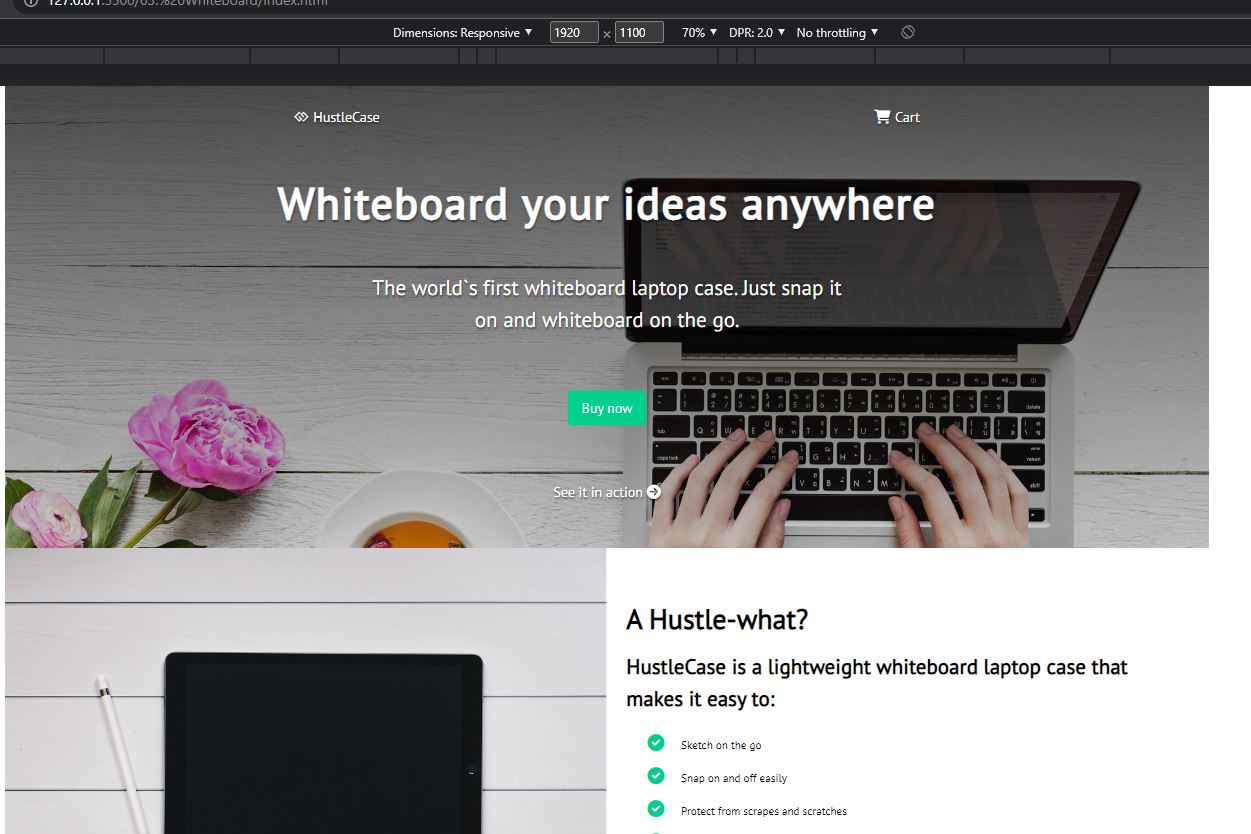 127.0.0.1:5500/03.%20Whiteboard/index.html
Dimensions: Responsive ▼ 1920 × 1100 70% ▼ DPR: 2.0 ▼ No throttling ▼
HustleCase
Cart
Whiteboard your ideas anywhere
The world`s first whiteboard laptop case. Just snap it
on and whiteboard on the go.
Buy now
See it in action
A Hustle-what?
HustleCase is a lightweight whiteboard laptop case that
makes it easy to:
Sketch on the go
Snap on and off easily
Protect from scrapes and scratches